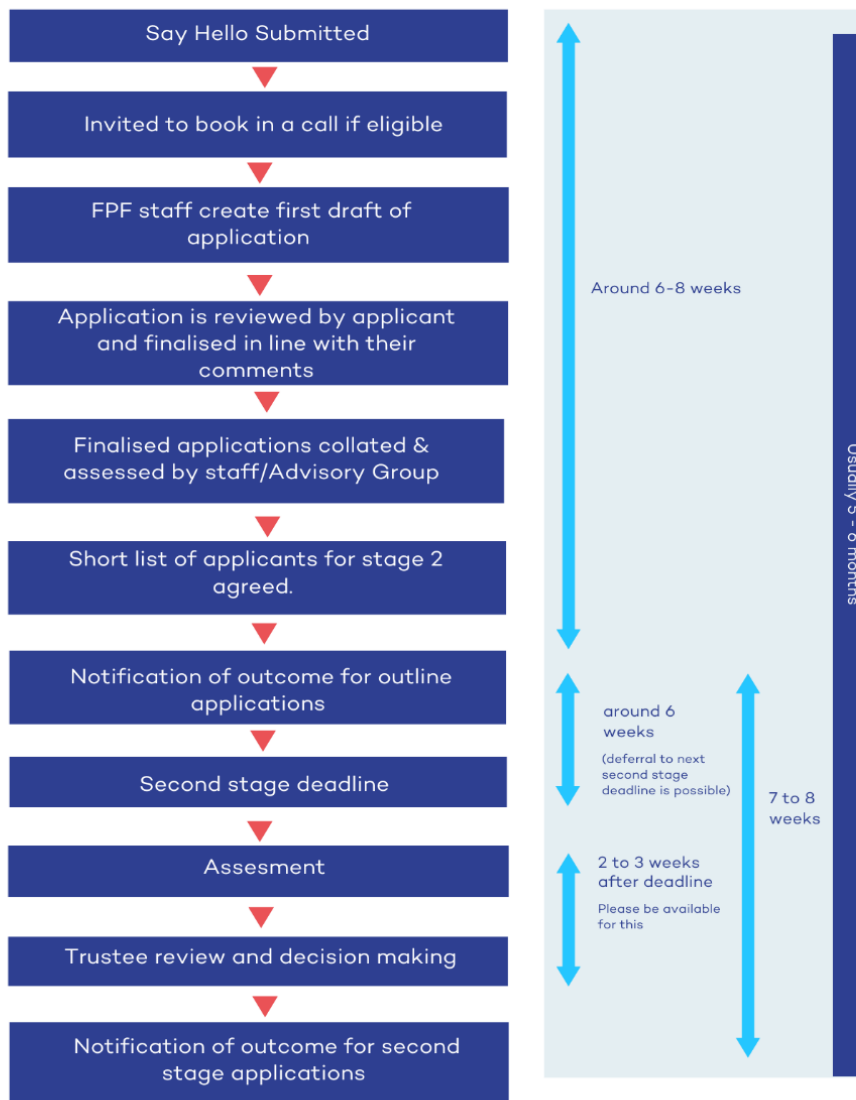 Say Hello Submitted
Invited to book in a call if eligible
FPF staff create first draft of
application
Application is reviewed by applicant
and finalised in line with their
comments
Finalised applications collated &
assessed by staff/Advisory Group
Short list of applicants for stage 2
agreed.
Notification of outcome for outline
applications
Second stage deadline
Assesment
Trustee review and decision making
Notification of outcome for second
stage applications
Around 6-8 weeks
around 6
weeks
(deferral to next
second stage
deadline is possible)
2 to 3 weeks
after deadline
Please be available
for this
7 to 8
weeks
Usually 5 - 6 months